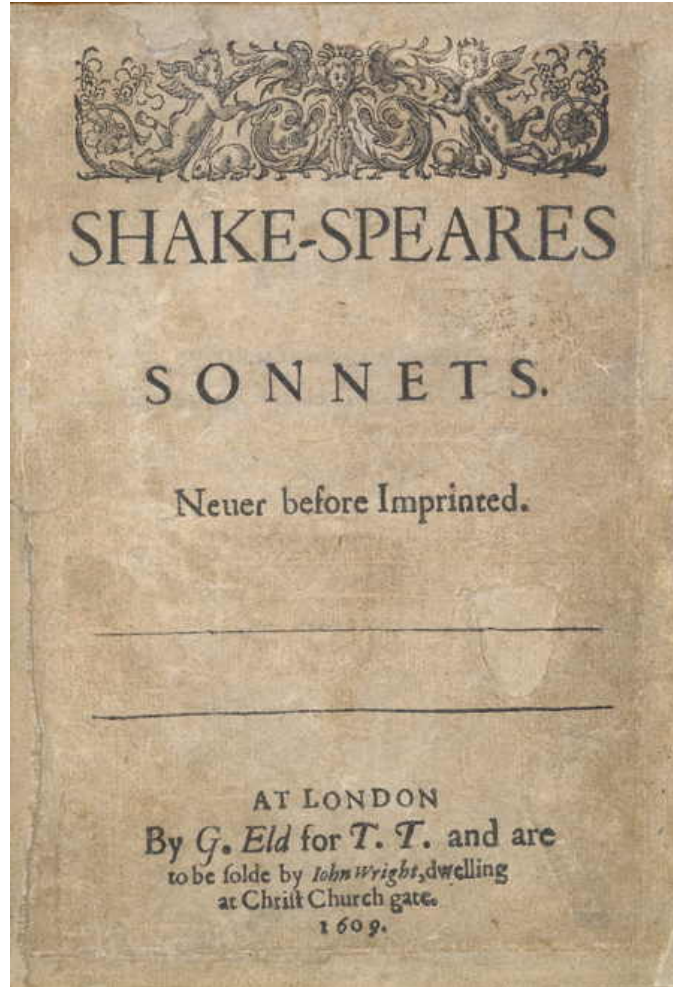 SHAKE-SPEARES
SONNETS.
Neuer before Imprinted.
AT LONDON
By G. Eld for T. T. and are
to be ſolde by Iohn Wright, dwelling
at Chriſt Church gate.
1609.